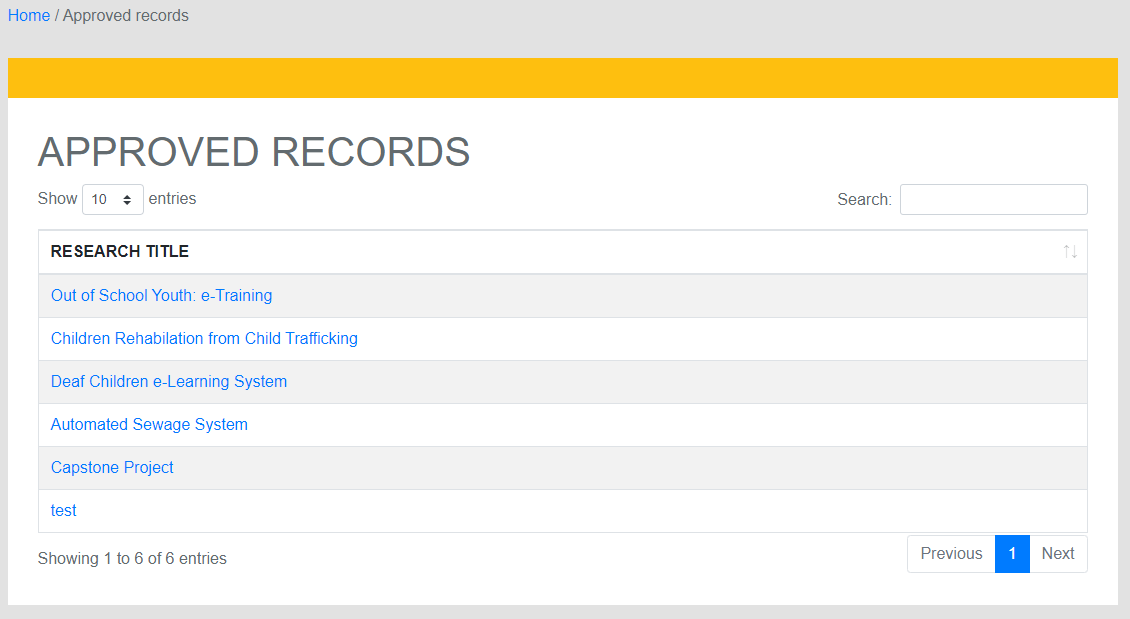 Home / Approved records
APPROVED RECORDS
Show 10 entries
Search:
RESEARCH TITLE
Out of School Youth: e-Training
Children Rehabilation from Child Trafficking
Deaf Children e-Learning System
Automated Sewage System
Capstone Project
test
Showing 1 to 6 of 6 entries
Previous 1 Next